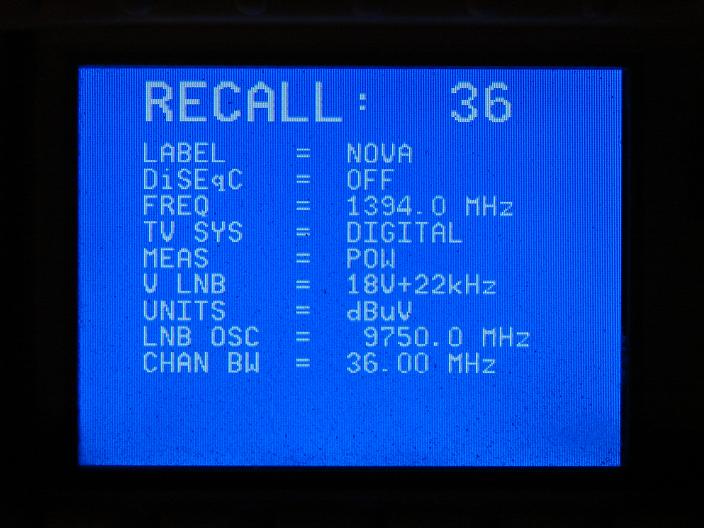 RECALL: 36
LABEL = NOVA
DiSEqC = OFF
FREQ = 1394.0 MHz
TV SYS = DIGITAL
MEAS = POW
V LNB = 18V+22kHz
UNITS = dBuV
LNB OSC = 9750.0 MHz
CHAN BW = 36.00 MHz